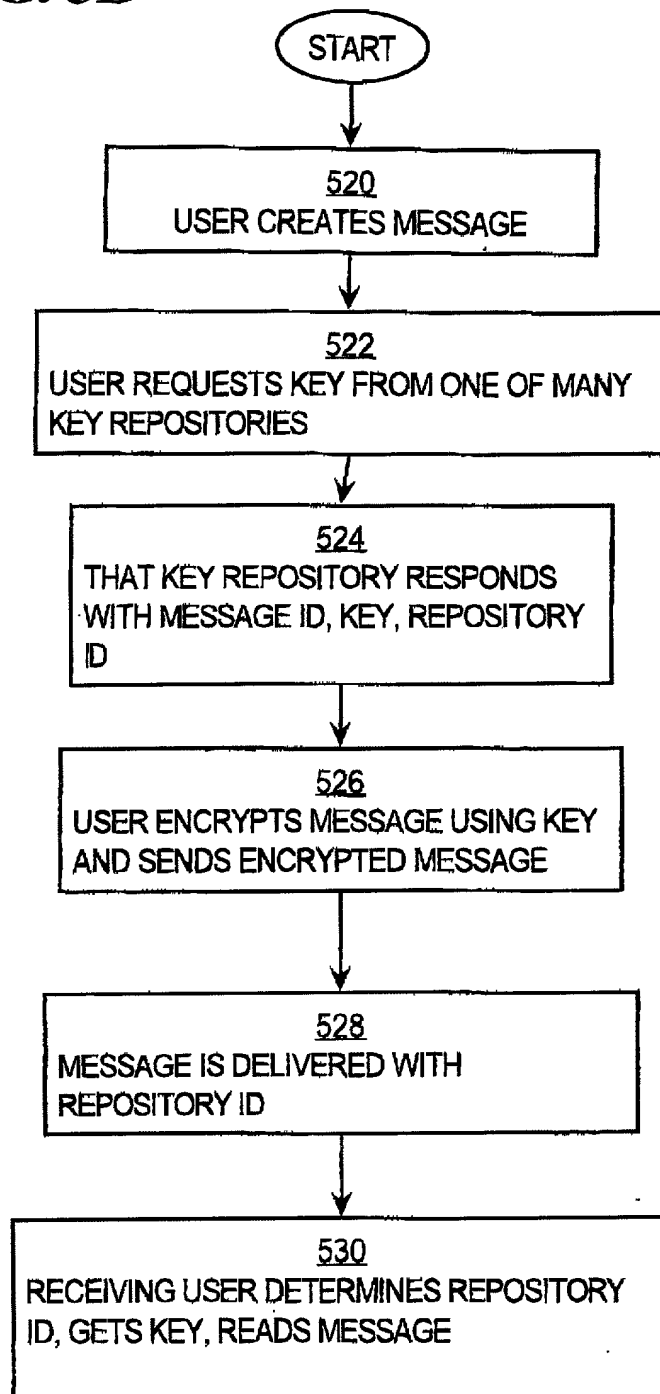 START
520
USER CREATES MESSAGE
522
USER REQUESTS KEY FROM ONE OF MANY
KEY REPOSITORIES
524
THAT KEY REPOSITORY RESPONDS
WITH MESSAGE ID, KEY, REPOSITORY
ID
526
USER ENCRYPTS MESSAGE USING KEY
AND SENDS ENCRYPTED MESSAGE
528
MESSAGE IS DELIVERED WITH
REPOSITORY ID
530
RECEIVING USER DETERMINES REPOSITORY
ID, GETS KEY, READS MESSAGE